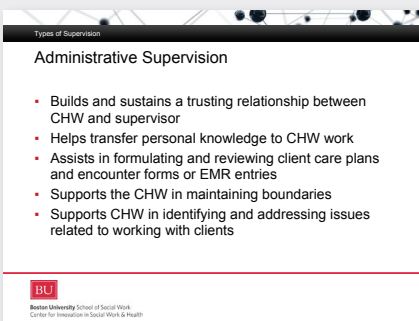 Types of Supervision
Administrative Supervision
▪ Builds and sustains a trusting relationship between
CHW and supervisor
▪ Helps transfer personal knowledge to CHW work
▪ Assists in formulating and reviewing client care plans
and encounter forms or EMR entries
▪ Supports the CHW in maintaining boundaries
▪ Supports CHW in identifying and addressing issues
related to working with clients
BU
Boston University School of Social Work
Center for Innovation in Social Work & Health